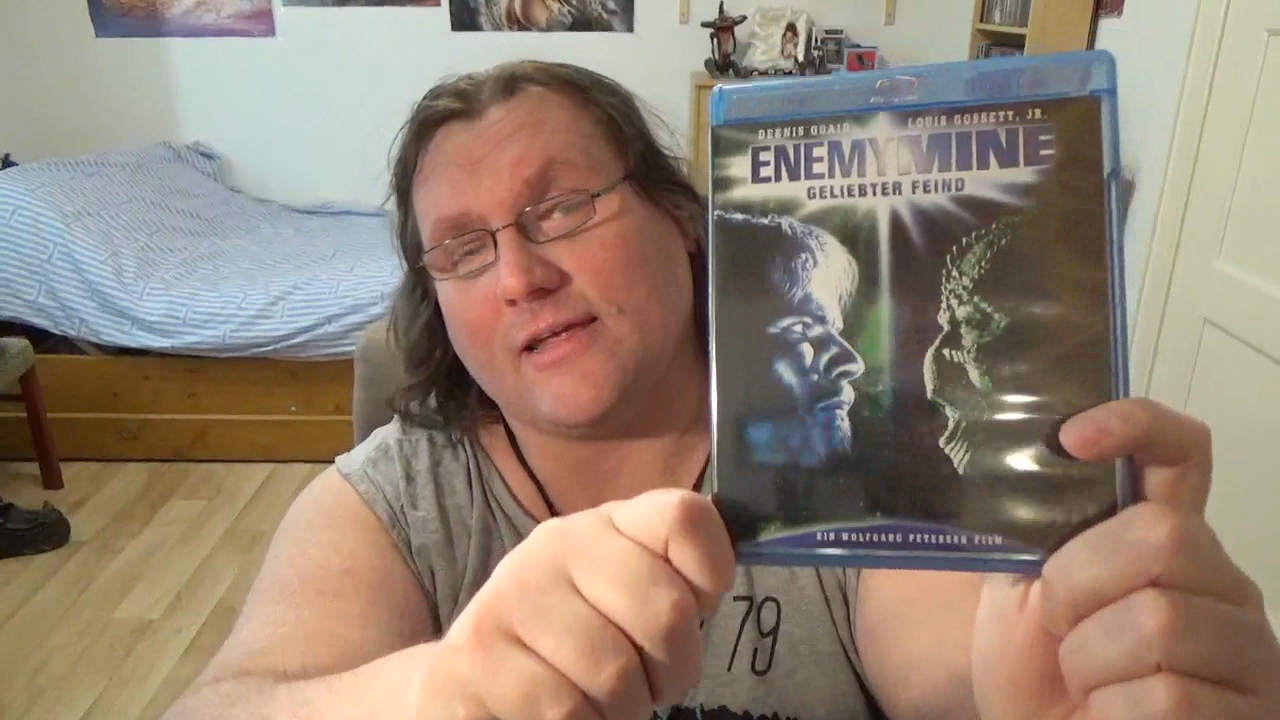 DENNIS QUAID LOUIS GOSSETT, JR.
ENEMY MINE
GELIEBTER FEIND
EIN WOLFGANG PETERSEN FILM
79